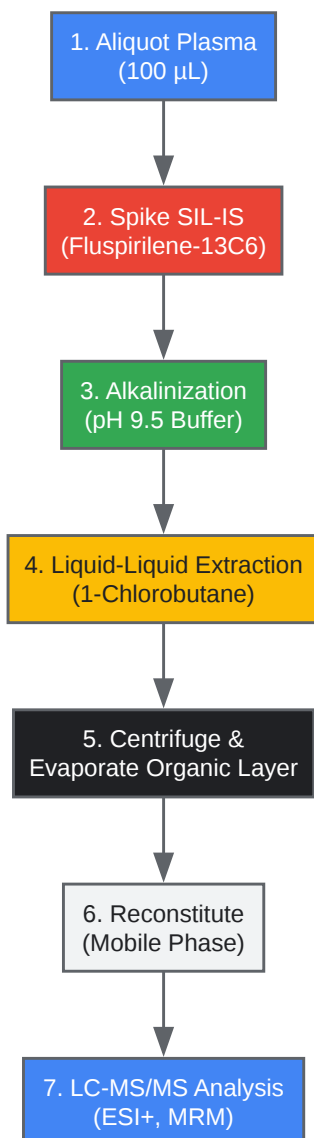 1. Aliquot Plasma
(100 µL)
2. Spike SIL-IS
(Fluspirilene-13C6)
3. Alkalinization
(pH 9.5 Buffer)
4. Liquid-Liquid Extraction
(1-Chlorobutane)
5. Centrifuge &
Evaporate Organic Layer
6. Reconstitute
(Mobile Phase)
7. LC-MS/MS Analysis
(ESI+, MRM)